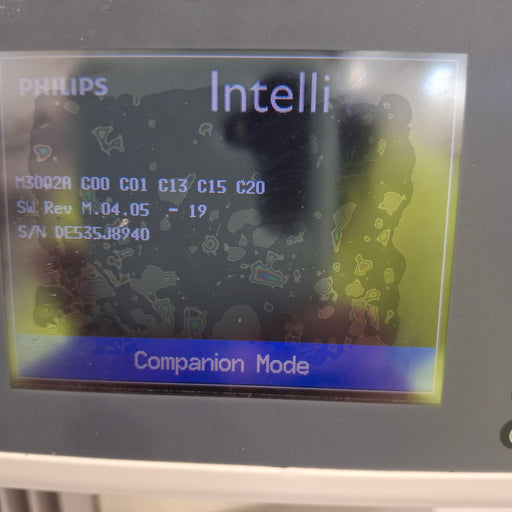 PHILIPS
Intelli
M3002A C00 C01 C13 C15 C20
SW Rev M.04.05 - 19
S/N DE535J8940
Companion Mode